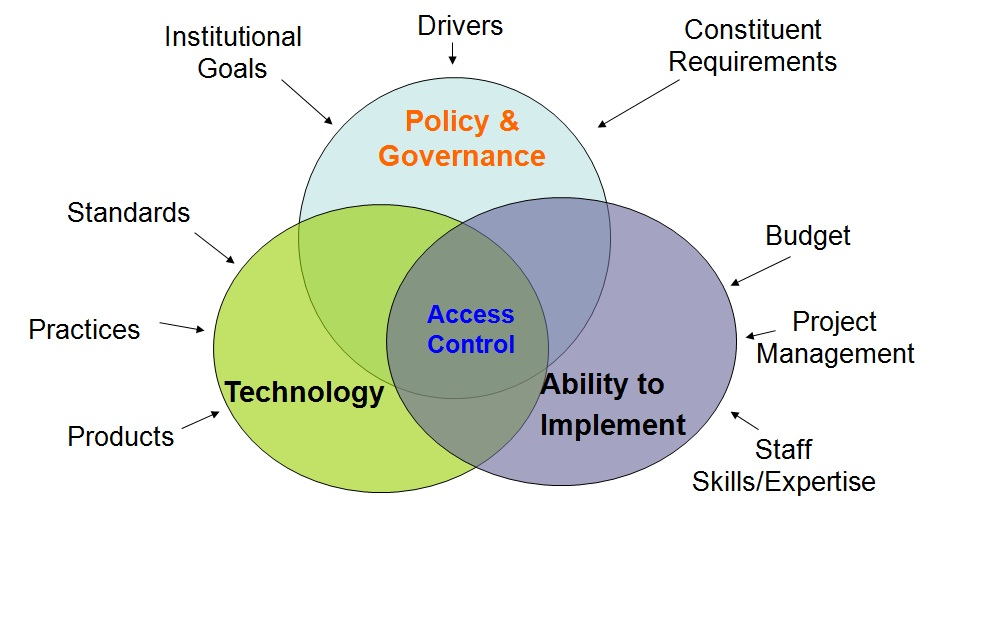 Institutional
Goals
Drivers
Constituent
Requirements
Policy &
Governance
Standards
Budget
Practices
Access
Control
Project
Management
Technology
Ability to
Implement
Products
Staff
Skills/Expertise